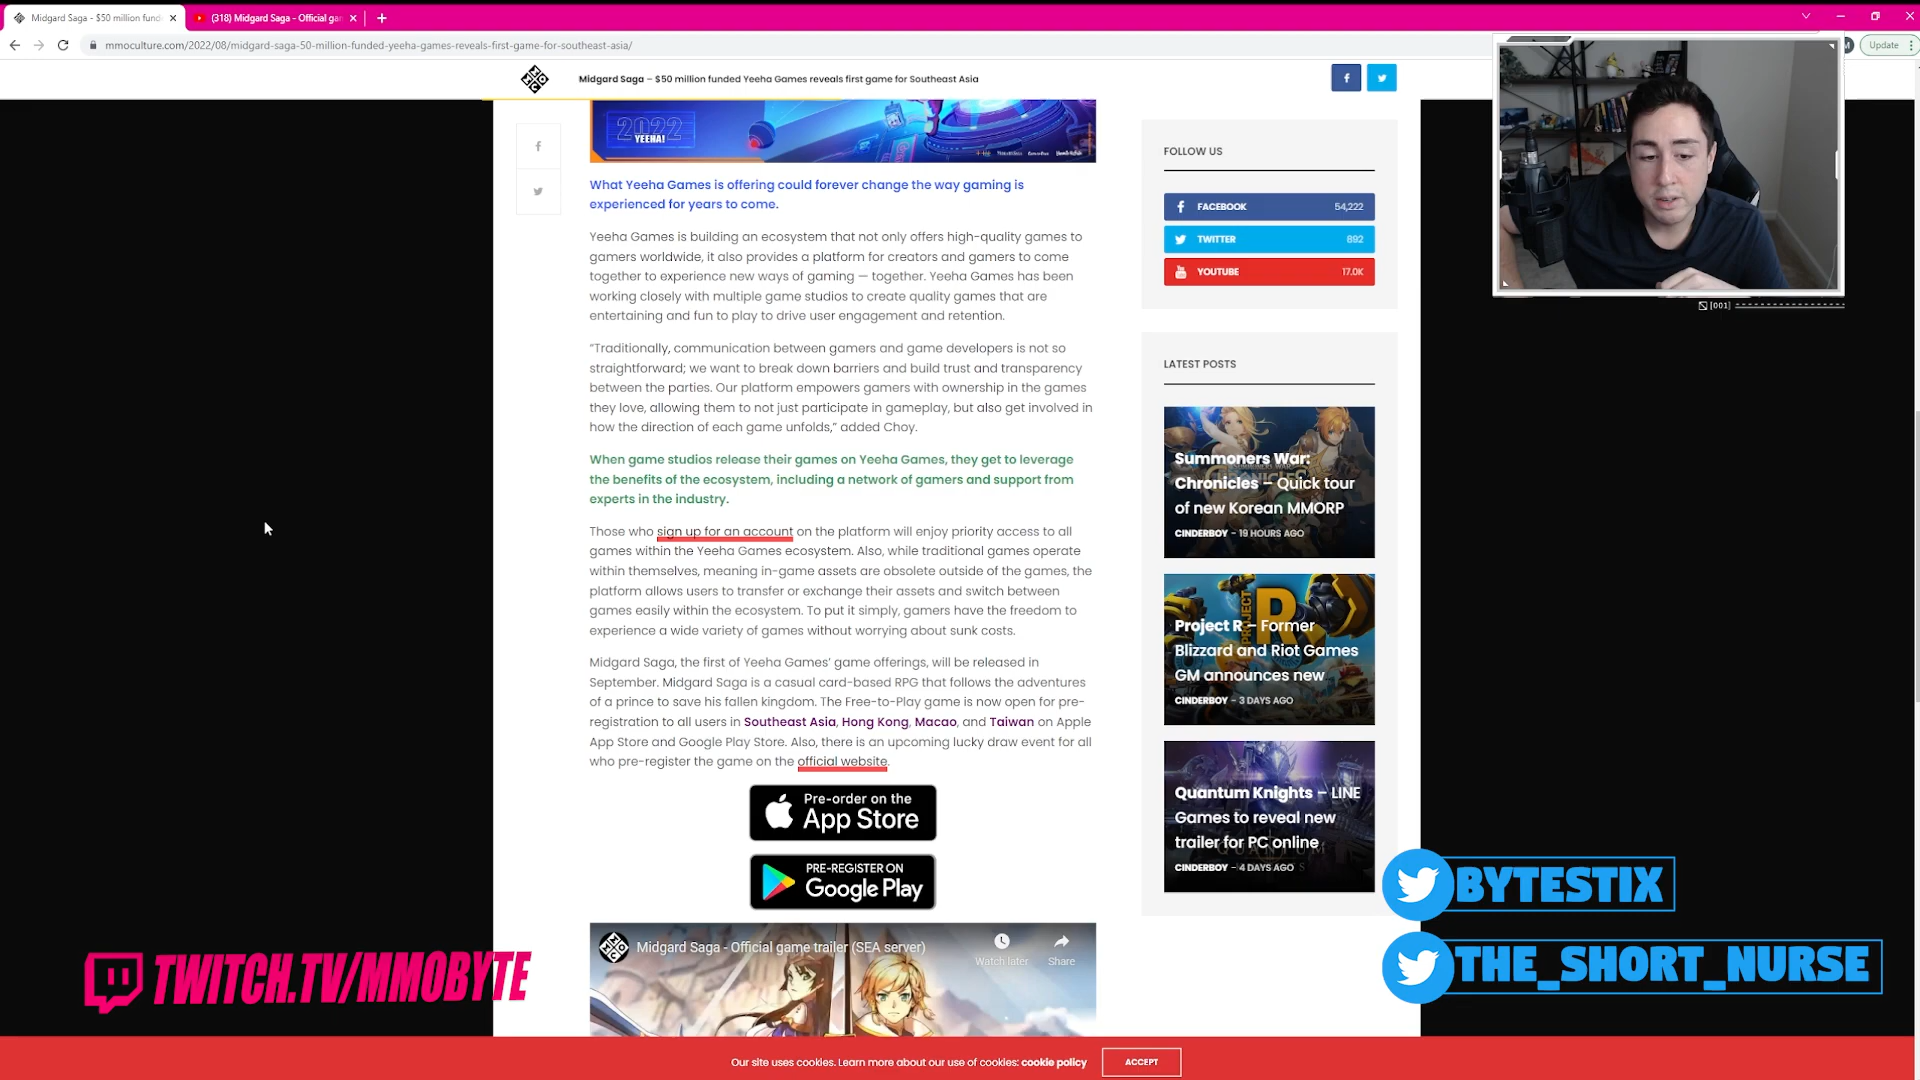 Midgard Saga - $50 million fund
(318) Midgard Saga - Official gan
mmoculture.com/2022/08/midgard-saga-50-million-funded-yeeha-games-reveals-first-game-for-southeast-asia/
Update
Midgard Saga – $50 million funded Yeeha Games reveals first game for Southeast Asia
2022
YEEHA!
What Yeeha Games is offering could forever change the way gaming is
experienced for years to come.
Yeeha Games is building an ecosystem that not only offers high-quality games to
gamers worldwide, it also provides a platform for creators and gamers to come
together to experience new ways of gaming — together. Yeeha Games has been
working closely with multiple game studios to create quality games that are
entertaining and fun to play to drive user engagement and retention.
“Traditionally, communication between gamers and game developers is not so
straightforward; we want to break down barriers and build trust and transparency
between the parties. Our platform empowers gamers with ownership in the games
they love, allowing them to not just participate in gameplay, but also get involved in
how the direction of each game unfolds,” added Choy.
When game studios release their games on Yeeha Games, they get to leverage
the benefits of the ecosystem, including a network of gamers and support from
experts in the industry.
Those who sign up for an account on the platform will enjoy priority access to all
games within the Yeeha Games ecosystem. Also, while traditional games operate
within themselves, meaning in-game assets are obsolete outside of the games, the
platform allows users to transfer or exchange their assets and switch between
games easily within the ecosystem. To put it simply, gamers have the freedom to
experience a wide variety of games without worrying about sunk costs.
Midgard Saga, the first of Yeeha Games’ game offerings, will be released in
September. Midgard Saga is a casual card-based RPG that follows the adventures
of a prince to save his fallen kingdom. The Free-to-Play game is now open for pre-
registration to all users in Southeast Asia, Hong Kong, Macao, and Taiwan on Apple
App Store and Google Play Store. Also, there is an upcoming lucky draw event for all
who pre-register the game on the official website.
Pre-order on the
App Store
PRE-REGISTER ON
Google Play
Midgard Saga - Official game trailer (SEA server)
Watch later
Share
FOLLOW US
FACEBOOK 54,222
TWITTER 892
YOUTUBE 17.0K
LATEST POSTS
Summoners War:
Chronicles – Quick tour
of new Korean MMORP
CINDERBOY - 19 HOURS AGO
PROJECT R
Project R – Former
Blizzard and Riot Games
GM announces new
CINDERBOY - 3 DAYS AGO
Quantum Knights – LINE
Games to reveal new
trailer for PC online
CINDERBOY - 4 DAYS AGO
[001]
TWITCH.TV/MMOBYTE
BYTESTIX
THE_SHORT_NURSE
Our site uses cookies. Learn more about our use of cookies: cookie policy
ACCEPT